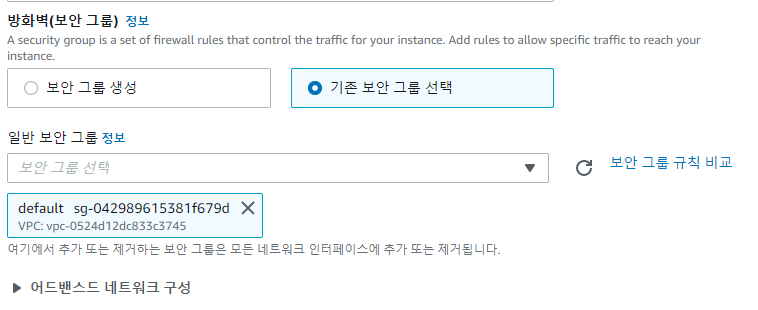 방화벽(보안 그룹) 정보
A security group is a set of firewall rules that control the traffic for your instance. Add rules to allow specific traffic to reach your
instance.
보안 그룹 생성
기존 보안 그룹 선택
일반 보안 그룹 정보
보안 그룹 선택
보안 그룹 규칙 비교
default sg-042989615381f679d
VPC: vpc-0524d12dc833c3745
여기에서 추가 또는 제거하는 보안 그룹은 모든 네트워크 인터페이스에 추가 또는 제거됩니다.
어드밴스드 네트워크 구성